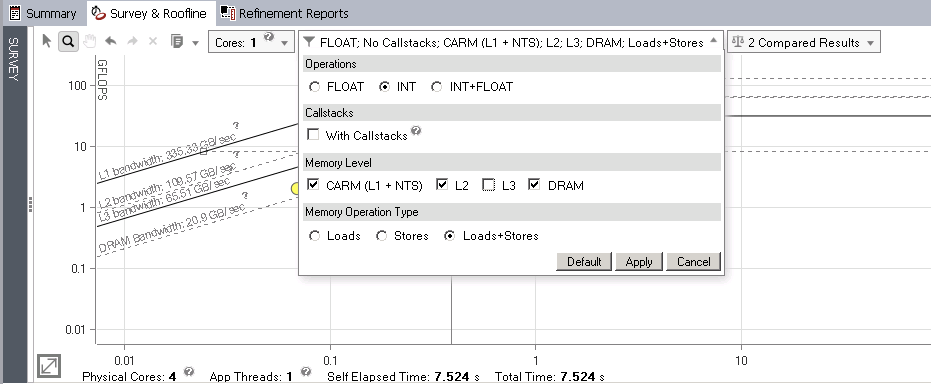 Summary
Survey & Roofline
Refinement Reports
SURVEY
Cores: 1 ?
FLOAT; No Callstacks; CARM (L1 + NTS); L2; L3; DRAM; Loads+Stores
2 Compared Results
Operations
FLOAT
INT
INT+FLOAT
Callstacks
With Callstacks ?
Memory Level
CARM (L1 + NTS)
L2
L3
DRAM
Memory Operation Type
Loads
Stores
Loads+Stores
Default
Apply
Cancel
GFLOPS
100
10
1
0.1
0.01
L1 bandwidth: 335.33 GB/sec ?
L2 bandwidth: 109.57 GB/sec ?
L3 bandwidth: 65.51 GB/sec ?
DRAM Bandwidth: 20.9 GB/sec ?
0.01
0.1
1
10
Physical Cores: 4 ? App Threads: 1 ? Self Elapsed Time: 7.524 s Total Time: 7.524 s